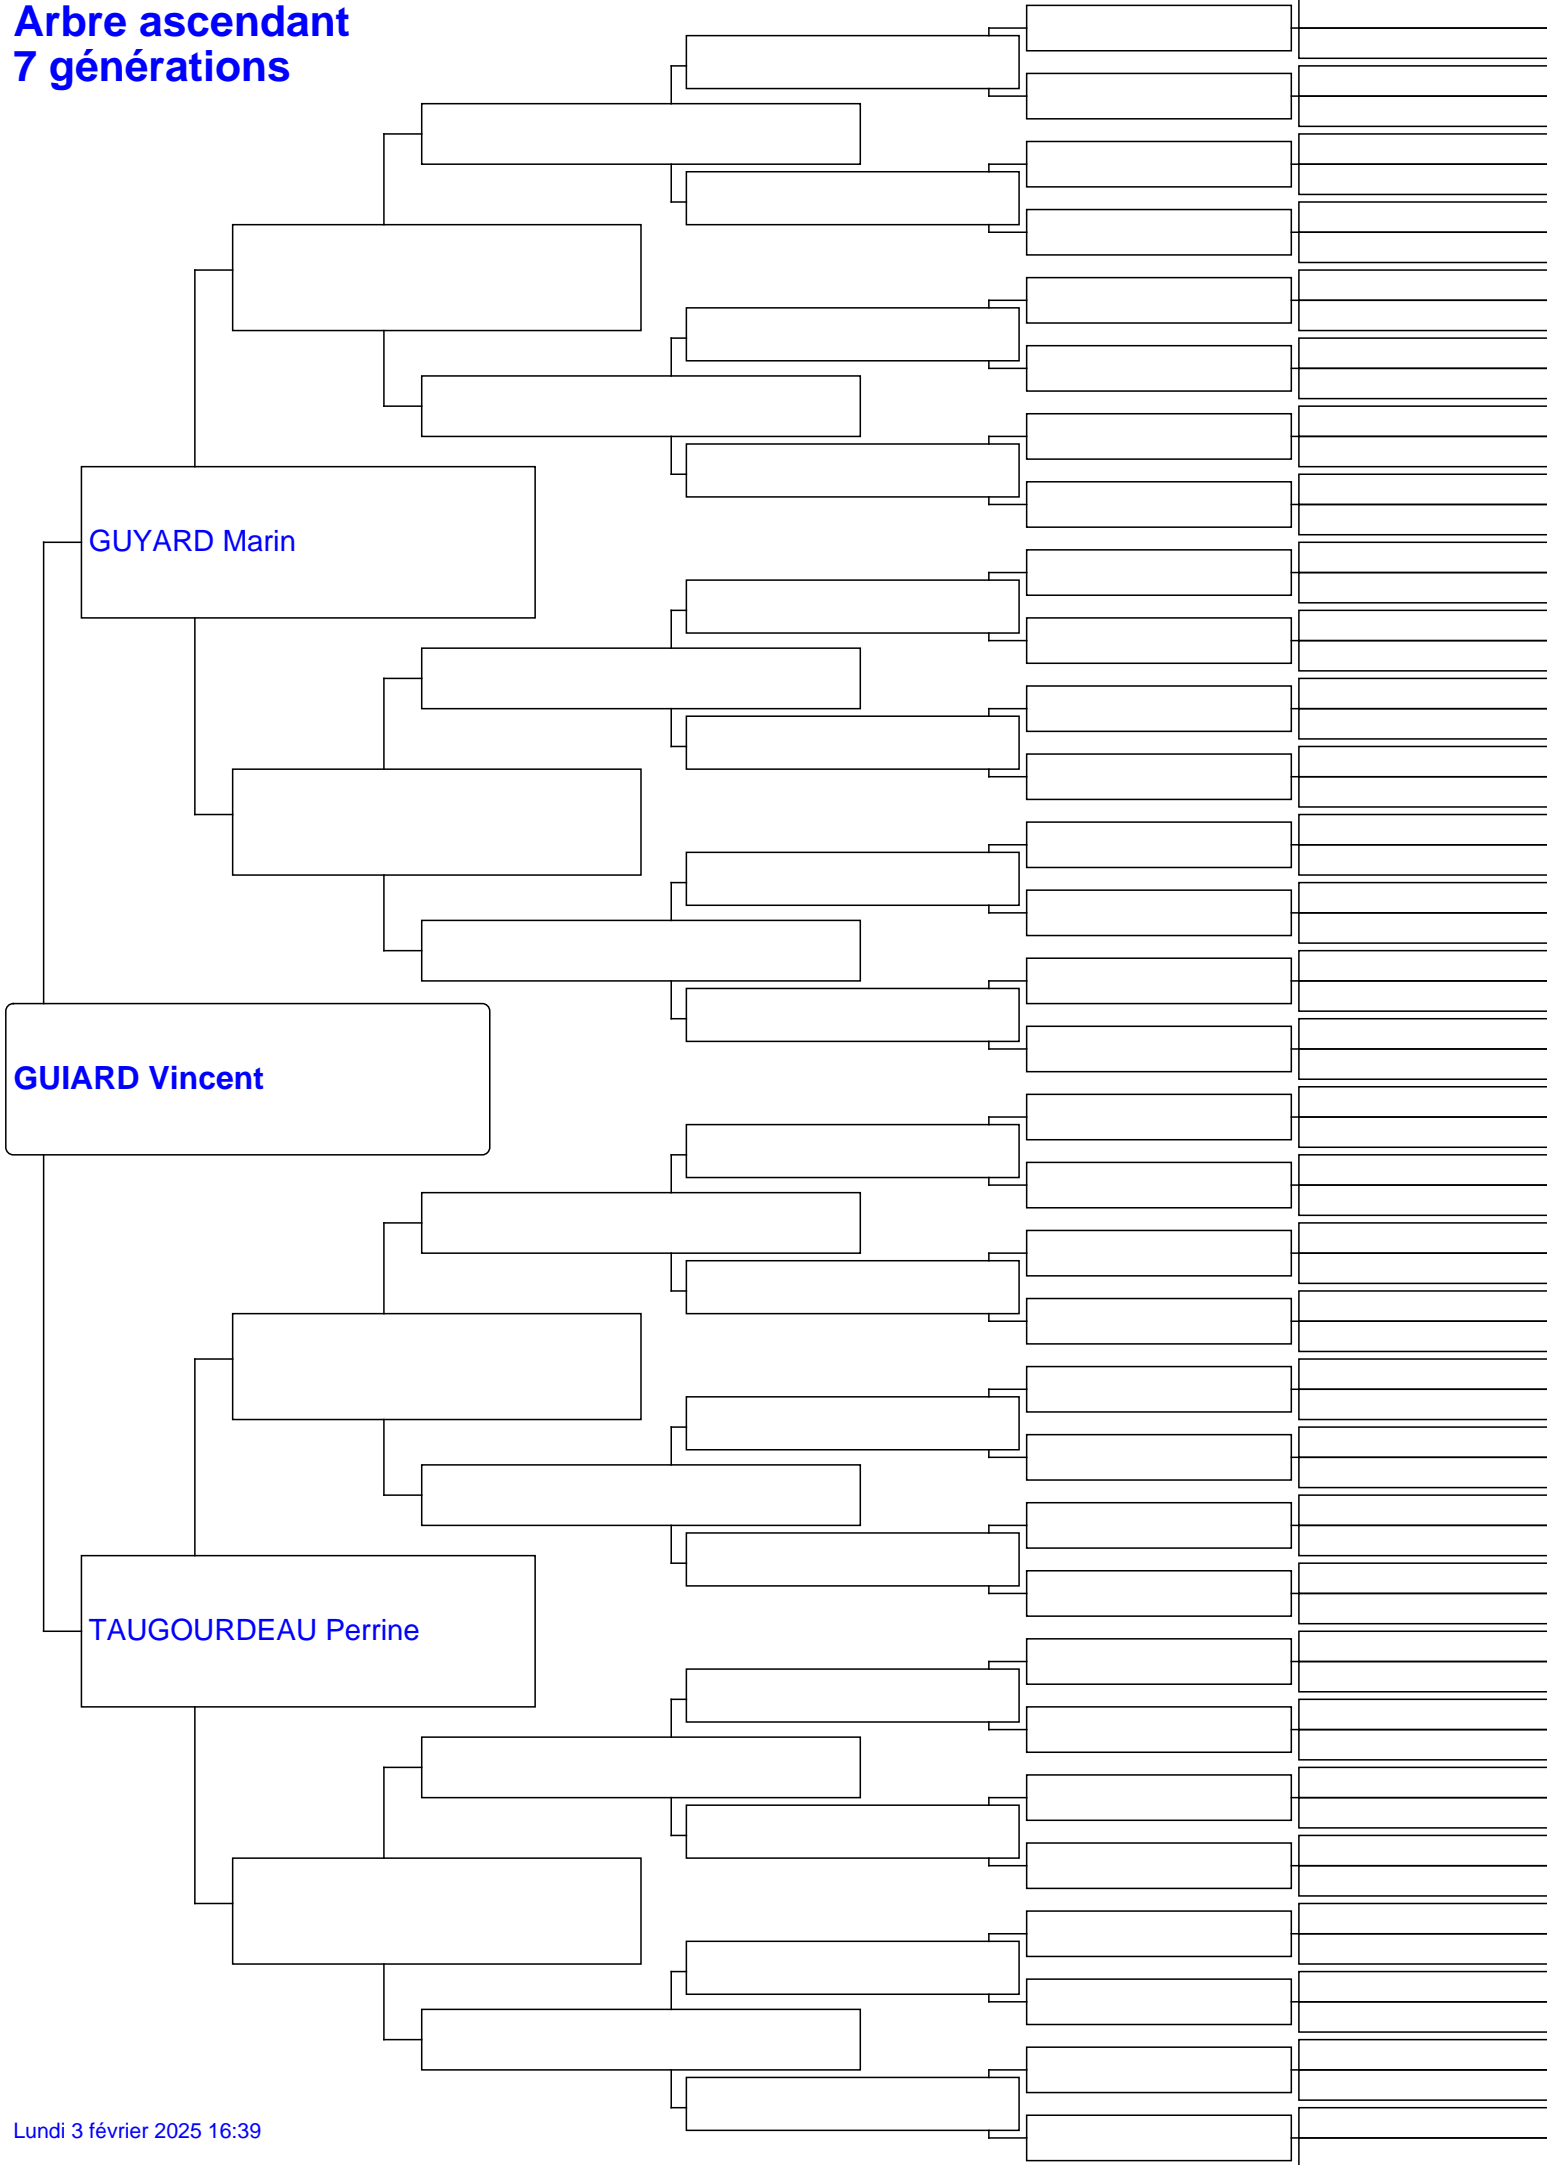 Arbre ascendant
7 générations
GUYARD Marin
GUIARD Vincent
TAUGOURDEAU Perrine
Lundi 3 février 2025 16:39